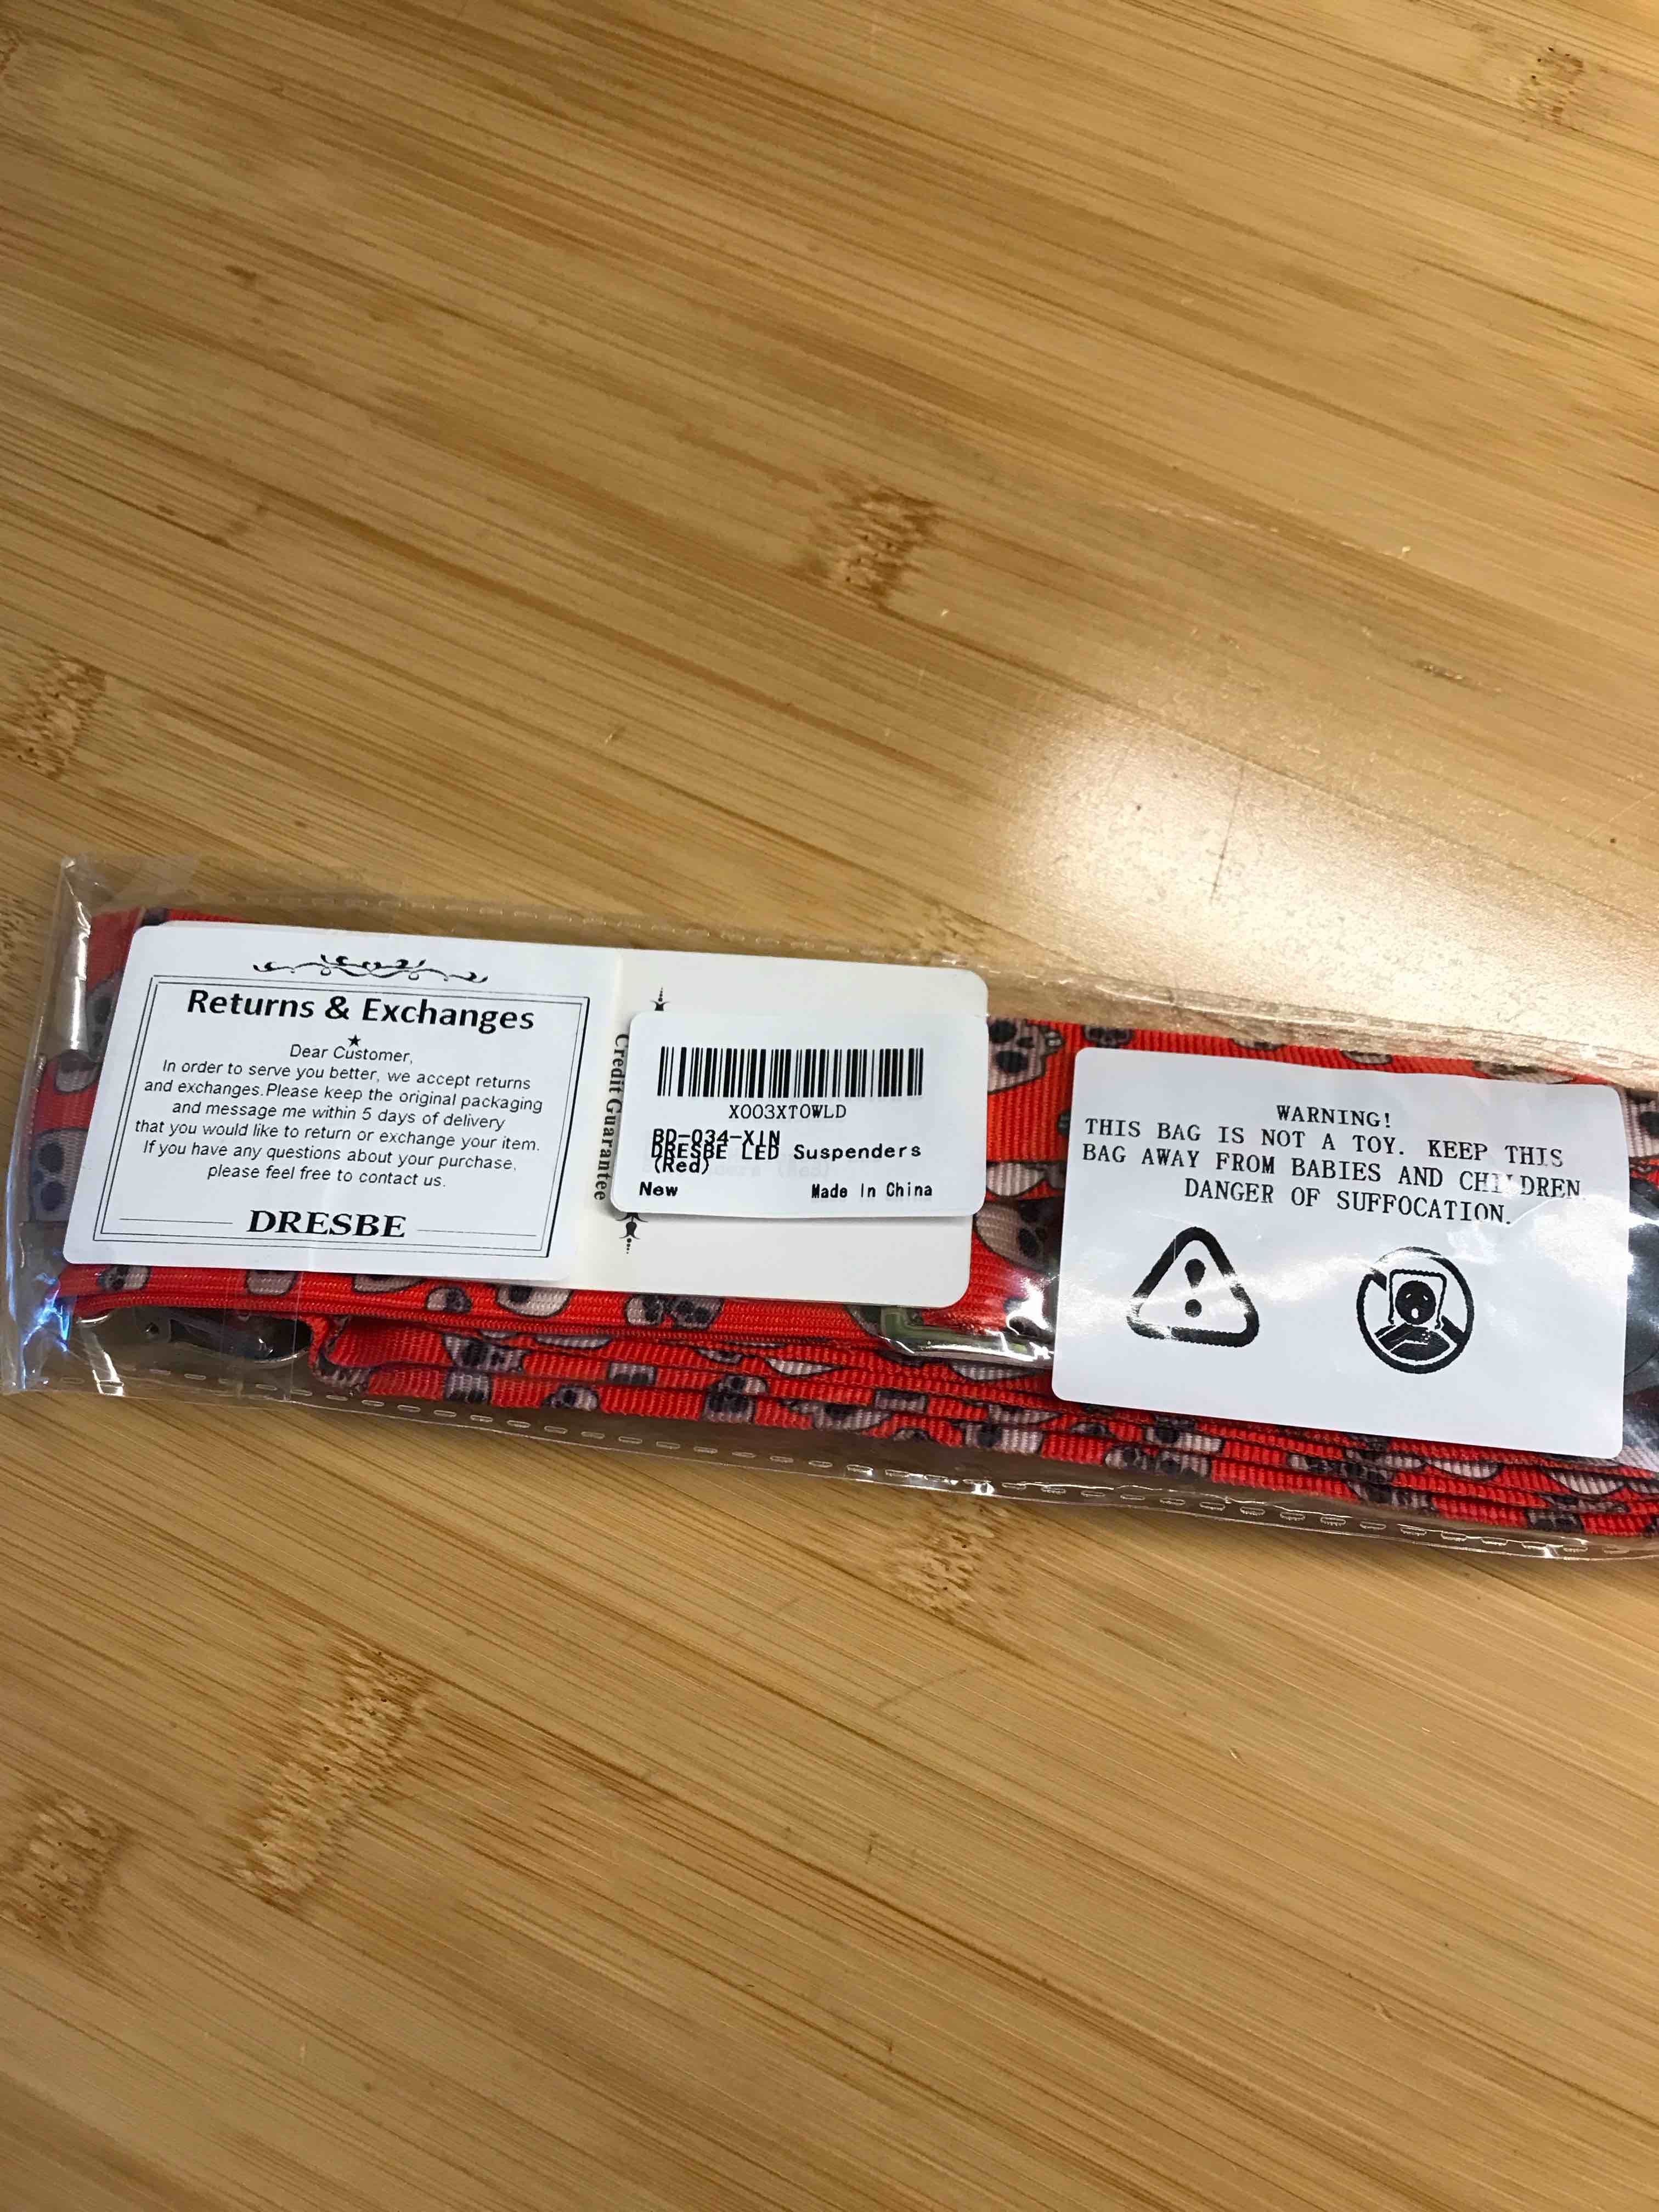 Returns & Exchanges
Dear Customer,
In order to serve you better, we accept returns
and exchanges.Please keep the original packaging
and message me within 5 days of delivery
that you would like to return or exchange your item.
If you have any questions about your purchase,
please feel free to contact us.
DRESBE
Credit Guarantee
X003XTOWLD
BD-034-XIN
DRESBE LED Suspenders
(Red)
New Made In China
WARNING!
THIS BAG IS NOT A TOY. KEEP THIS
BAG AWAY FROM BABIES AND CHILDREN.
DANGER OF SUFFOCATION.